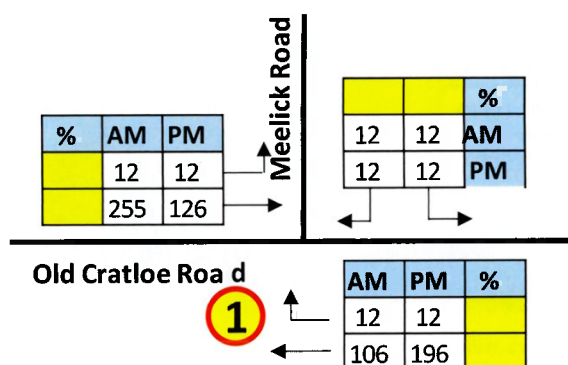 Meelick Road
% AM PM
12 12
255 126
%
12 12 AM
12 12 PM
Old Cratloe Roa d
1
AM PM %
12 12
106 196